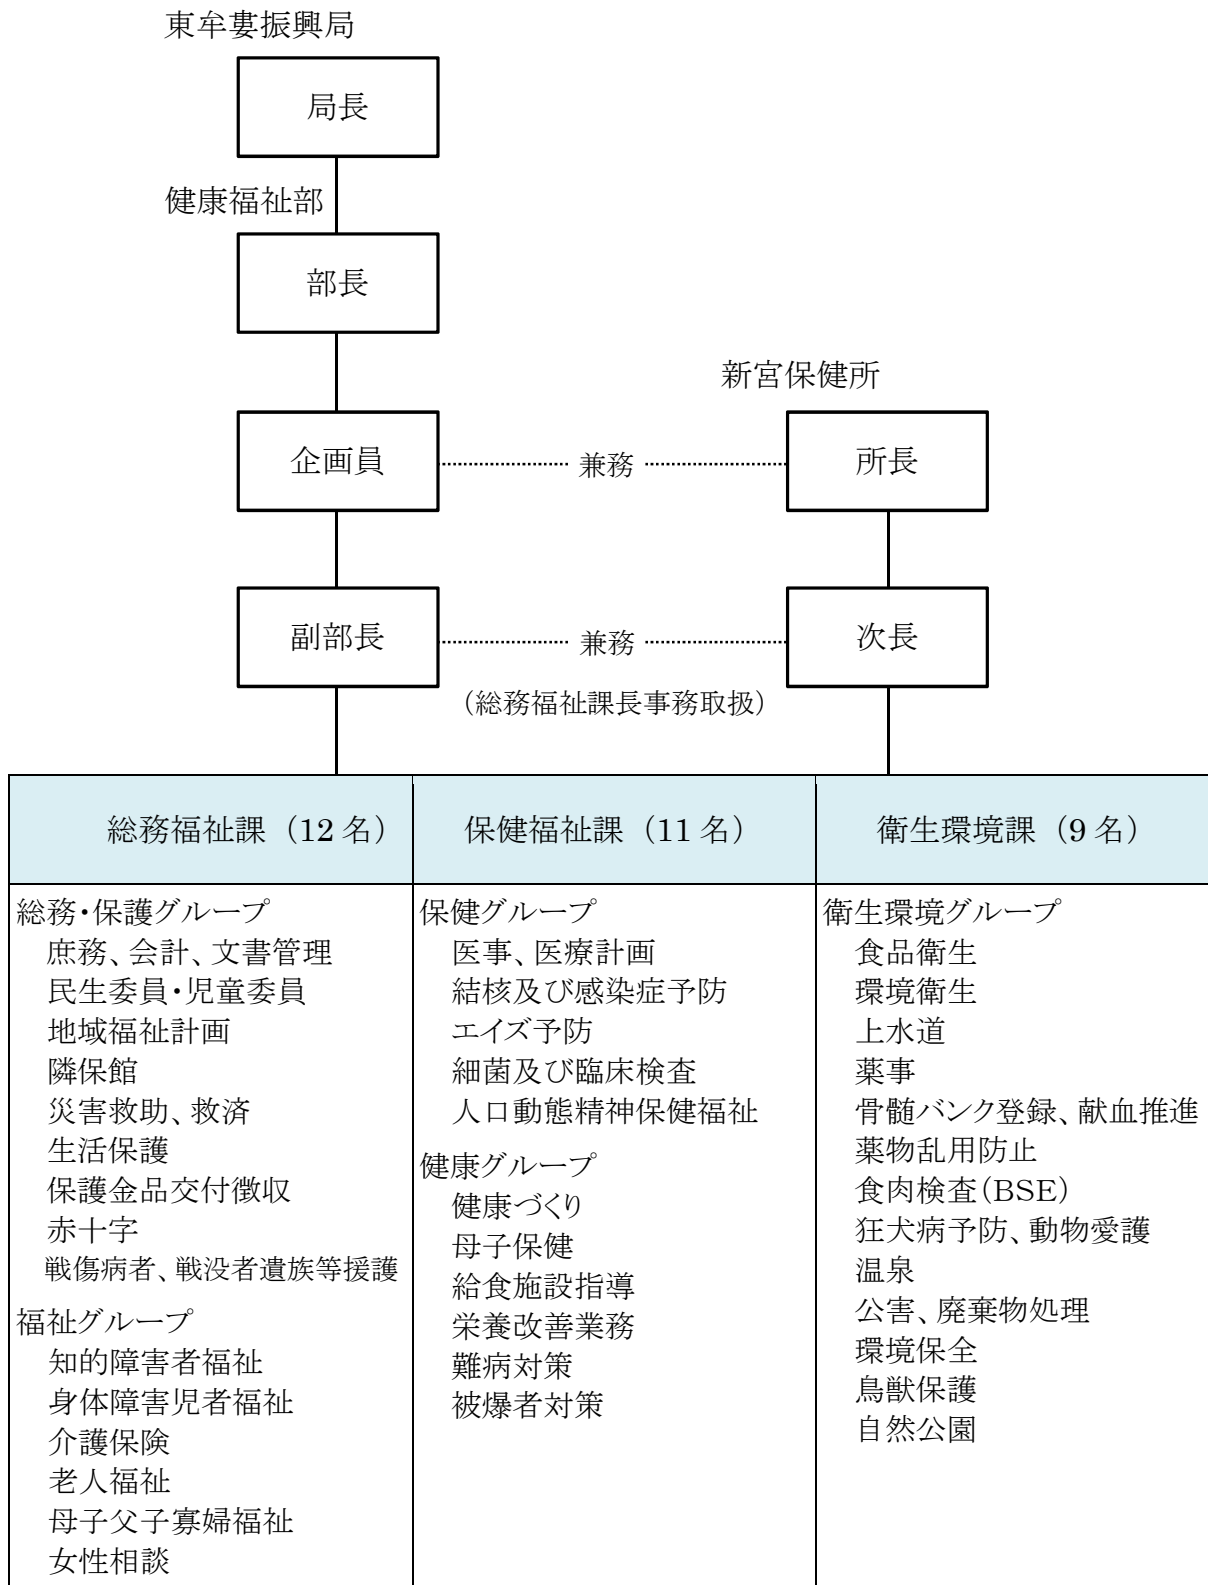 東牟婁振興局
局長
健康福祉部
部長
新宮保健所
企画員
兼務
所長
副部長
兼務
次長
（総務福祉課長事務取扱）
総務福祉課（12名）
保健福祉課（11名）
衛生環境課（9名）
総務・保護グループ
庶務、会計、文書管理
民生委員・児童委員
地域福祉計画
隣保館
災害救助、救済
生活保護
保護金品交付徴収
赤十字
戦傷病者、戦没者遺族等援護
福祉グループ
知的障害者福祉
身体障害児者福祉
介護保険
老人福祉
母子父子寡婦福祉
女性相談
保健グループ
医事、医療計画
結核及び感染症予防
エイズ予防
細菌及び臨床検査
人口動態精神保健福祉
健康グループ
健康づくり
母子保健
給食施設指導
栄養改善業務
難病対策
被爆者対策
衛生環境グループ
食品衛生
環境衛生
上水道
薬事
骨髄バンク登録、献血推進
薬物乱用防止
食肉検査（BSE）
狂犬病予防、動物愛護
温泉
公害、廃棄物処理
環境保全
鳥獣保護
自然公園